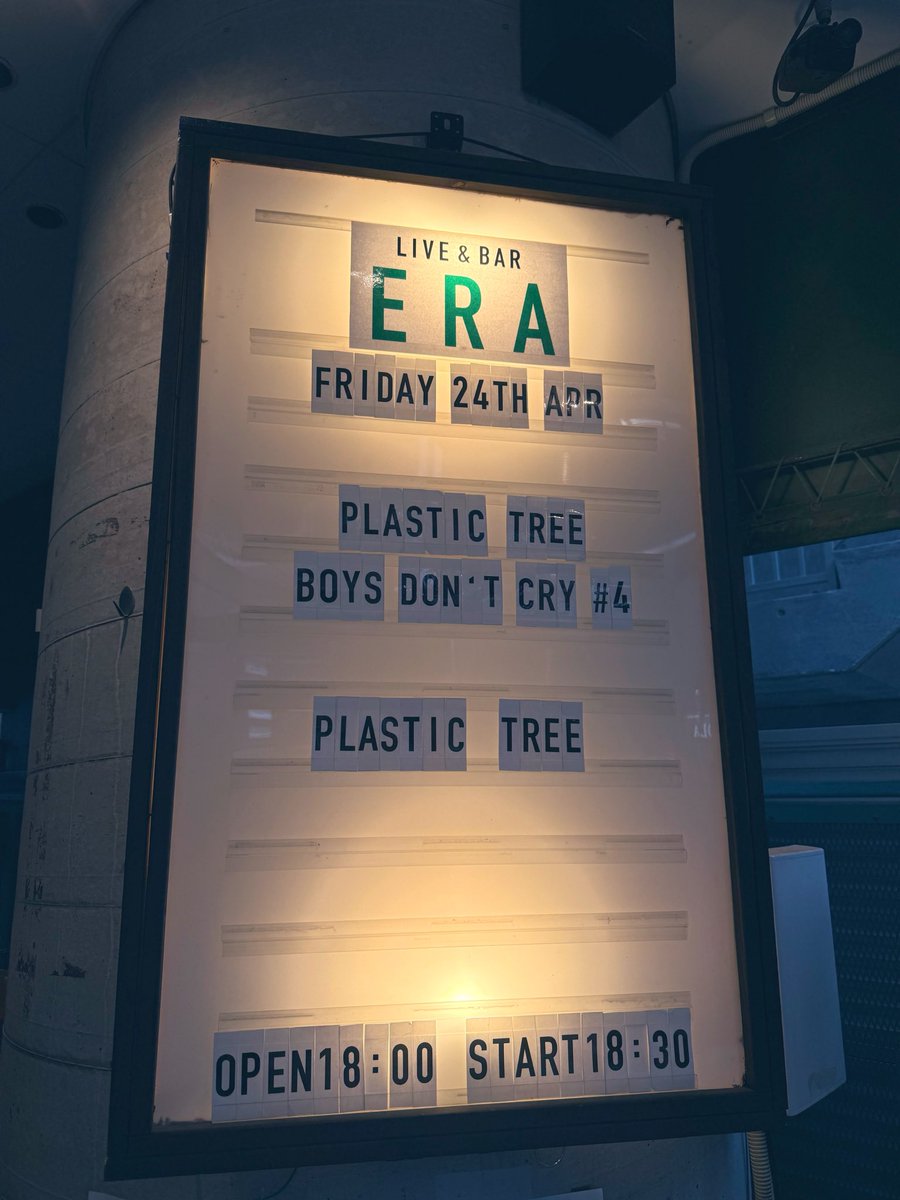 LIVE & BAR
ERA
FRIDAY 24TH APR
PLASTIC TREE
BOYS DON'T CRY #4
PLASTIC TREE
OPEN18:00 START18:30